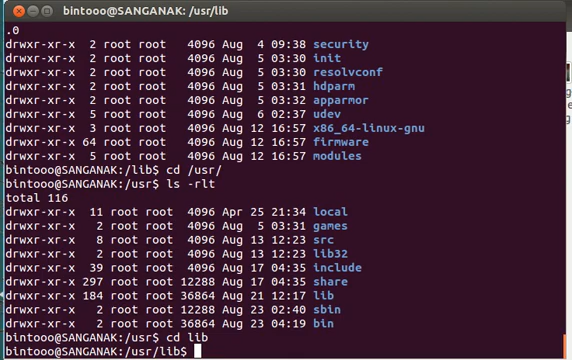 bintooo@SANGANAK: /usr/lib
.0
drwxr-xr-x  2 root root  4096 Aug  4 09:38 security
drwxr-xr-x  2 root root  4096 Aug  5 03:30 init
drwxr-xr-x  2 root root  4096 Aug  5 03:30 resolvconf
drwxr-xr-x  2 root root  4096 Aug  5 03:31 hdparm
drwxr-xr-x  2 root root  4096 Aug  5 03:32 apparmor
drwxr-xr-x  5 root root  4096 Aug  6 02:37 udev
drwxr-xr-x  3 root root  4096 Aug 12 16:57 x86_64-linux-gnu
drwxr-xr-x 64 root root  4096 Aug 12 16:57 firmware
drwxr-xr-x  5 root root  4096 Aug 12 16:57 modules
bintooo@SANGANAK:/lib$ cd /usr/
bintooo@SANGANAK:/usr$ ls -rlt
total 116
drwxr-xr-x  11 root root  4096 Apr 25 21:34 local
drwxr-xr-x   2 root root  4096 Aug  5 03:31 games
drwxr-xr-x   8 root root  4096 Aug 13 12:23 src
drwxr-xr-x   2 root root  4096 Aug 13 12:23 lib32
drwxr-xr-x  39 root root  4096 Aug 17 04:35 include
drwxr-xr-x 297 root root 12288 Aug 17 04:35 share
drwxr-xr-x 184 root root 36864 Aug 21 12:17 lib
drwxr-xr-x   2 root root 12288 Aug 23 02:40 sbin
drwxr-xr-x   2 root root 36864 Aug 23 04:19 bin
bintooo@SANGANAK:/usr$ cd lib
bintooo@SANGANAK:/usr/lib$